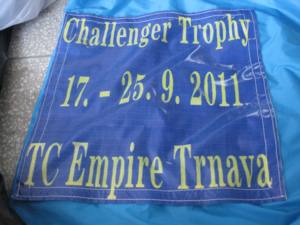 Challenger Trophy
17. - 25. 9. 2011
TC Empire Trnava